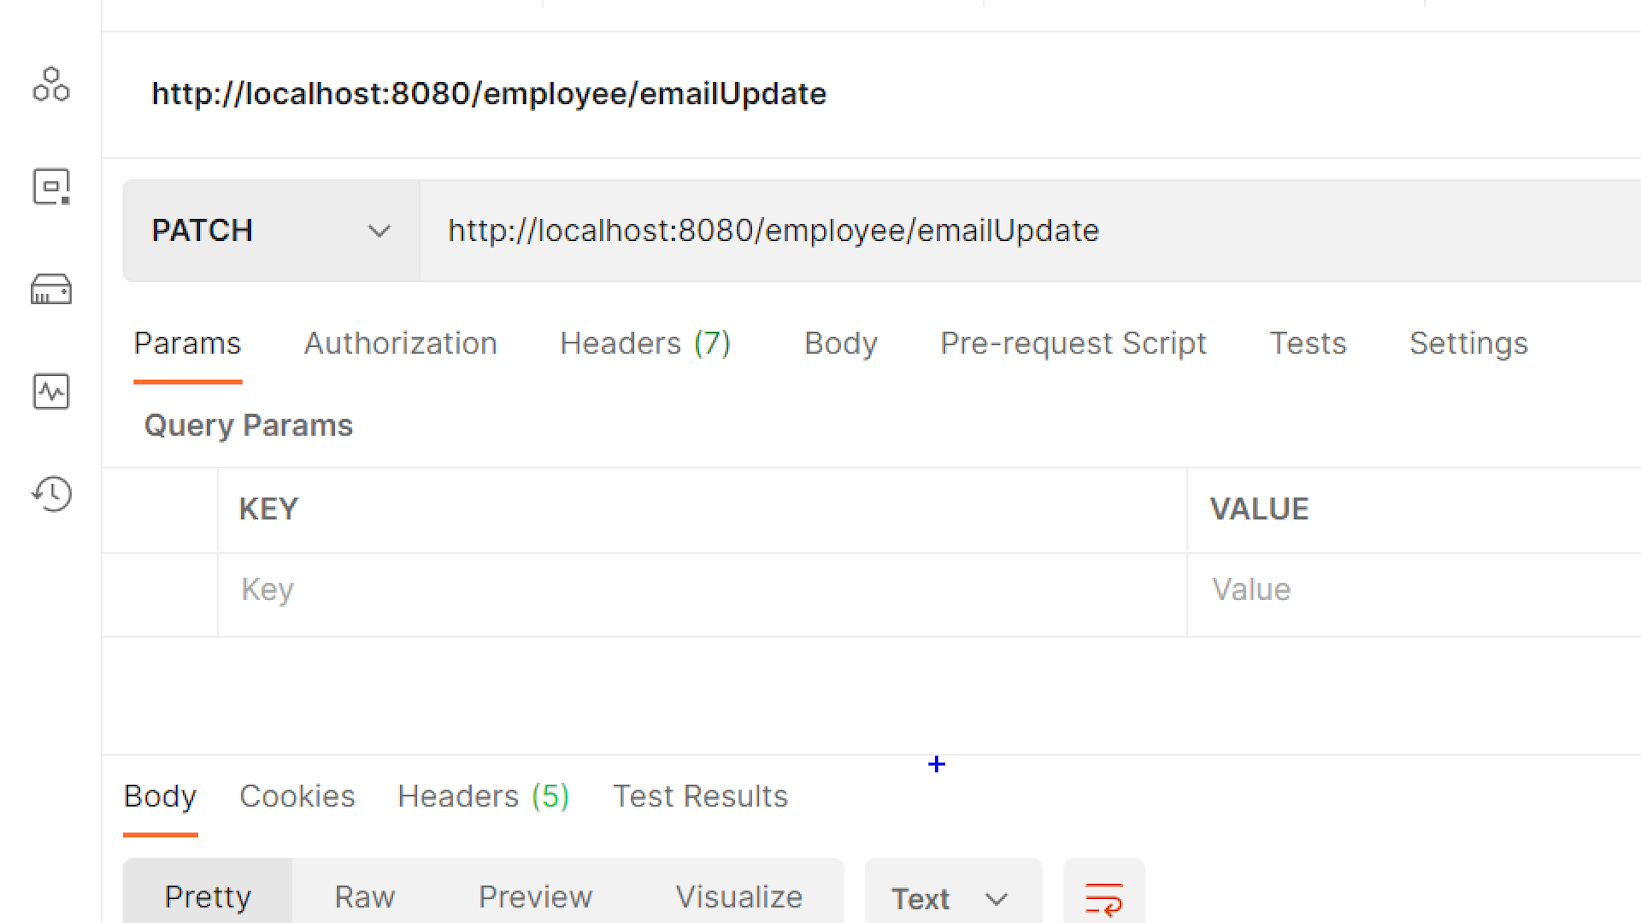 http://localhost:8080/employee/emailUpdate
PATCH http://localhost:8080/employee/emailUpdate
Params Authorization Headers (7) Body Pre-request Script Tests Settings
Query Params
KEY VALUE
Key Value
Body Cookies Headers (5) Test Results
Pretty Raw Preview Visualize Text